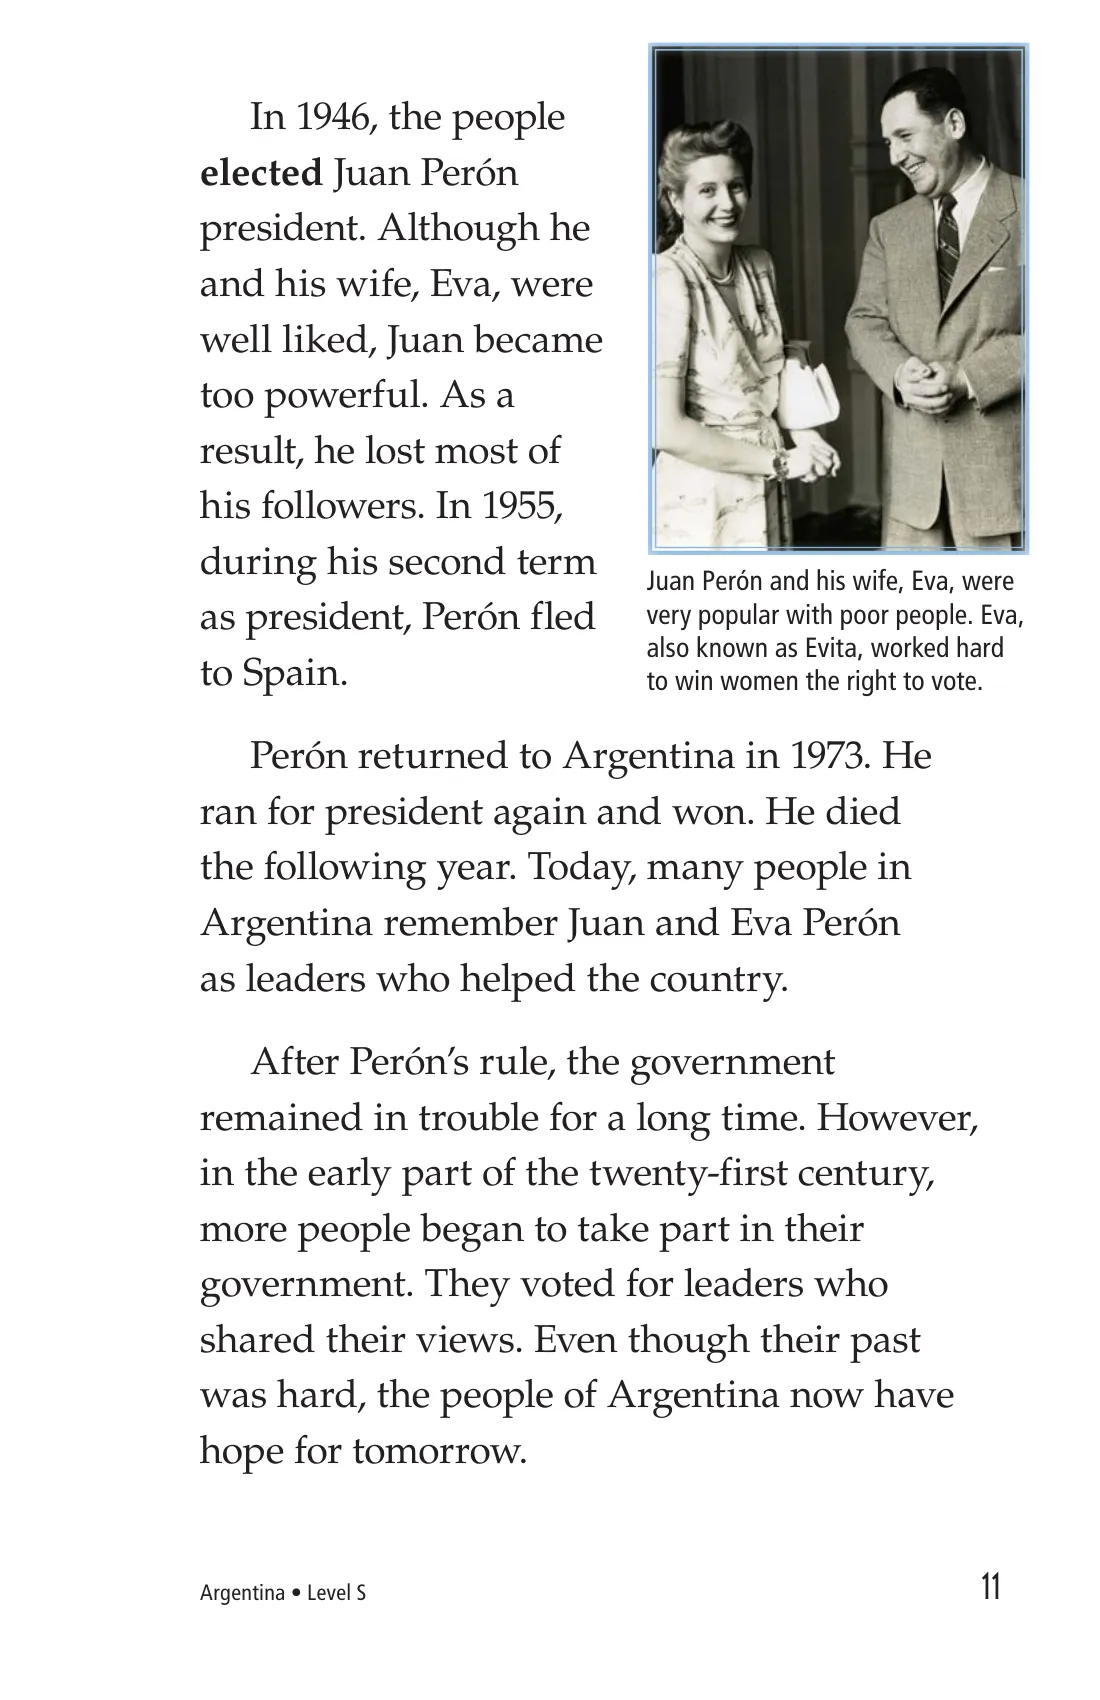 In 1946, the people
elected Juan Perón
president. Although he
and his wife, Eva, were
well liked, Juan became
too powerful. As a
result, he lost most of
his followers. In 1955,
during his second term
as president, Perón fled
to Spain.
Juan Perón and his wife, Eva, were
very popular with poor people. Eva,
also known as Evita, worked hard
to win women the right to vote.
Perón returned to Argentina in 1973. He
ran for president again and won. He died
the following year. Today, many people in
Argentina remember Juan and Eva Perón
as leaders who helped the country.
After Perón’s rule, the government
remained in trouble for a long time. However,
in the early part of the twenty-first century,
more people began to take part in their
government. They voted for leaders who
shared their views. Even though their past
was hard, the people of Argentina now have
hope for tomorrow.
Argentina • Level S
11